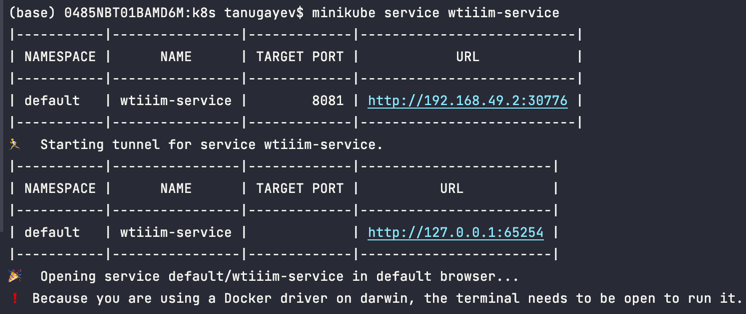 (base) 0485NBT01BAMD6M:k8s tanugayev$ minikube service wtiiim-service
|-----------|----------------|-------------|---------------------------|
| NAMESPACE |      NAME      | TARGET PORT |            URL            |
|-----------|----------------|-------------|---------------------------|
| default   | wtiiim-service |        8081 | http://192.168.49.2:30776 |
|-----------|----------------|-------------|---------------------------|
🏃  Starting tunnel for service wtiiim-service.
|-----------|----------------|-------------|------------------------|
| NAMESPACE |      NAME      | TARGET PORT |          URL           |
|-----------|----------------|-------------|------------------------|
| default   | wtiiim-service |             | http://127.0.0.1:65254 |
|-----------|----------------|-------------|------------------------|
🎉  Opening service default/wtiiim-service in default browser...
❗ Because you are using a Docker driver on darwin, the terminal needs to be open to run it.